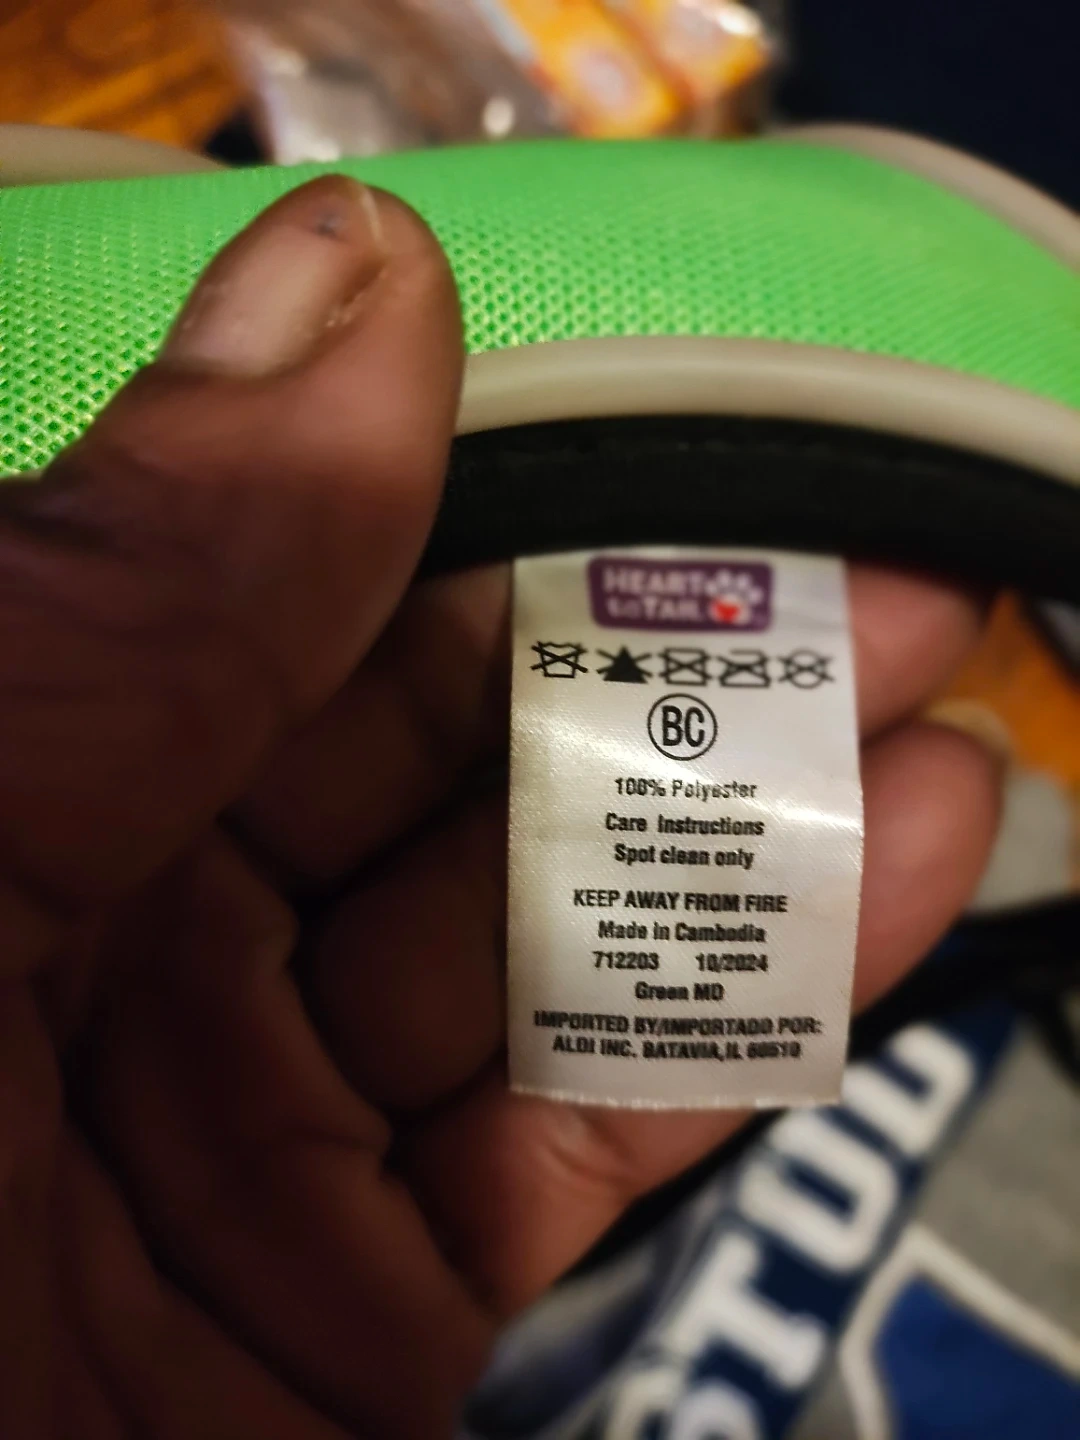 HEART
to TAIL
BC
100% Polyester
Care Instructions
Spot clean only
KEEP AWAY FROM FIRE
Made in Cambodia
712203 10/2024
Green MD
IMPORTED BY/IMPORTADO POR:
ALDI INC. BATAVIA, IL 60510
STUD